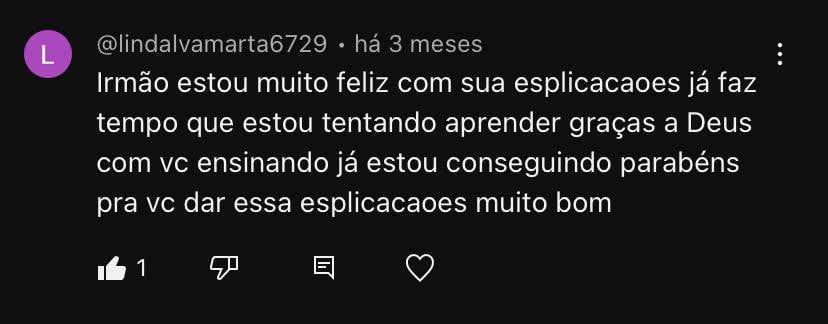 L
@lindalvamarta6729 • há 3 meses
Irmão estou muito feliz com sua esplicacaoes já faz
tempo que estou tentando aprender graças a Deus
com vc ensinando já estou conseguindo parabéns
pra vc dar essa esplicacaoes muito bom
1